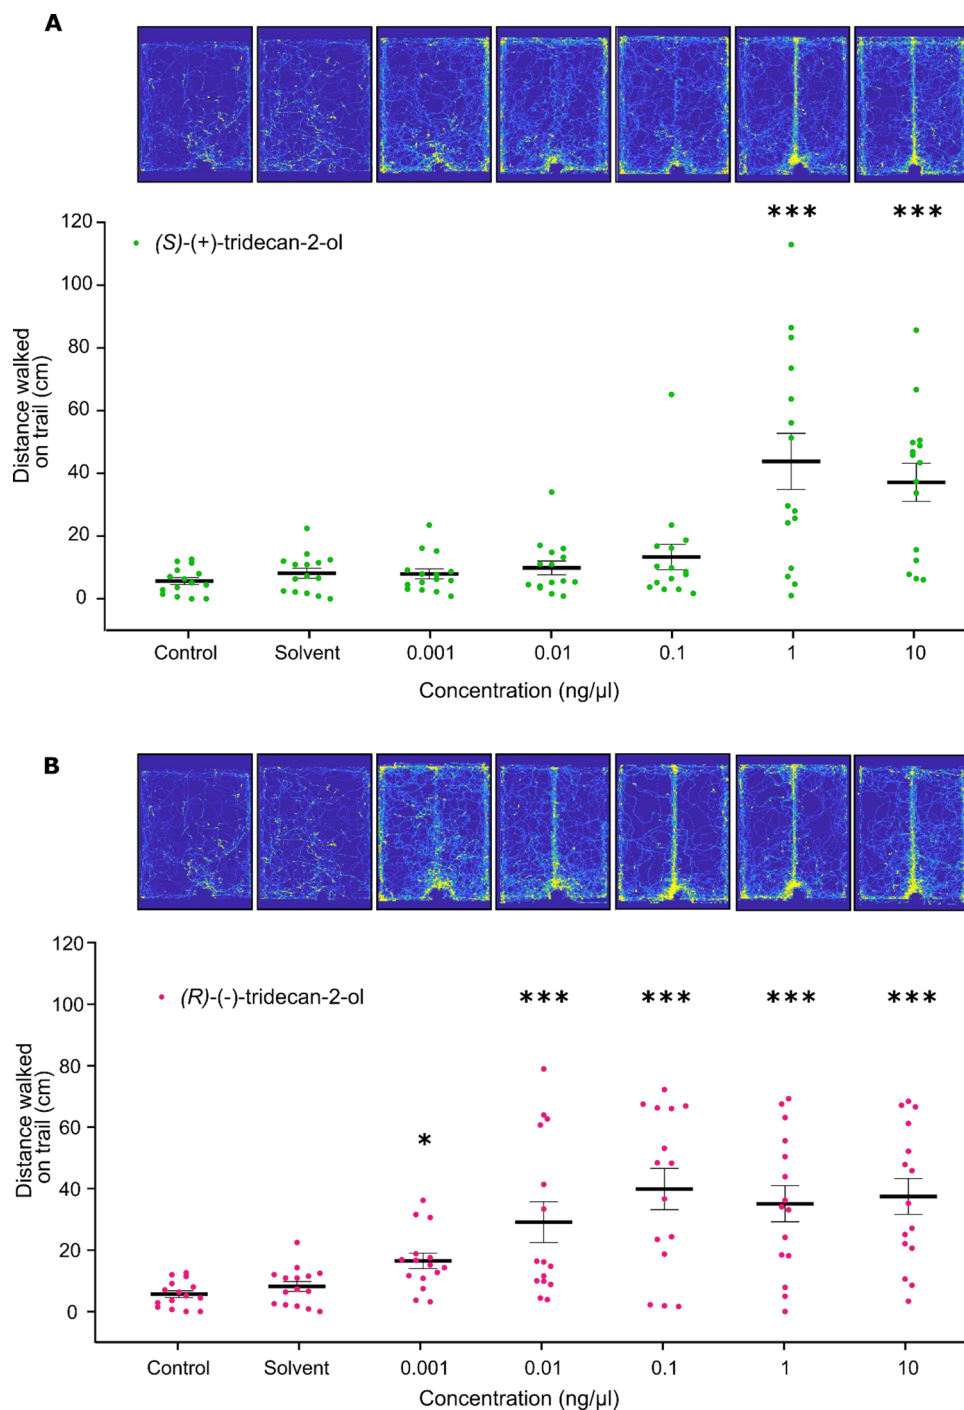 A
*** ***
120
(S)-(+)-tridecan-2-ol
100
80
60
40
20
0
Distance walked
on trail (cm)
Control Solvent 0.001 0.01 0.1 1 10
Concentration (ng/µl)
B
120
(R)-(-)-tridecan-2-ol
* *** *** *** ***
100
80
60
40
20
0
Distance walked
on trail (cm)
Control Solvent 0.001 0.01 0.1 1 10
Concentration (ng/µl)